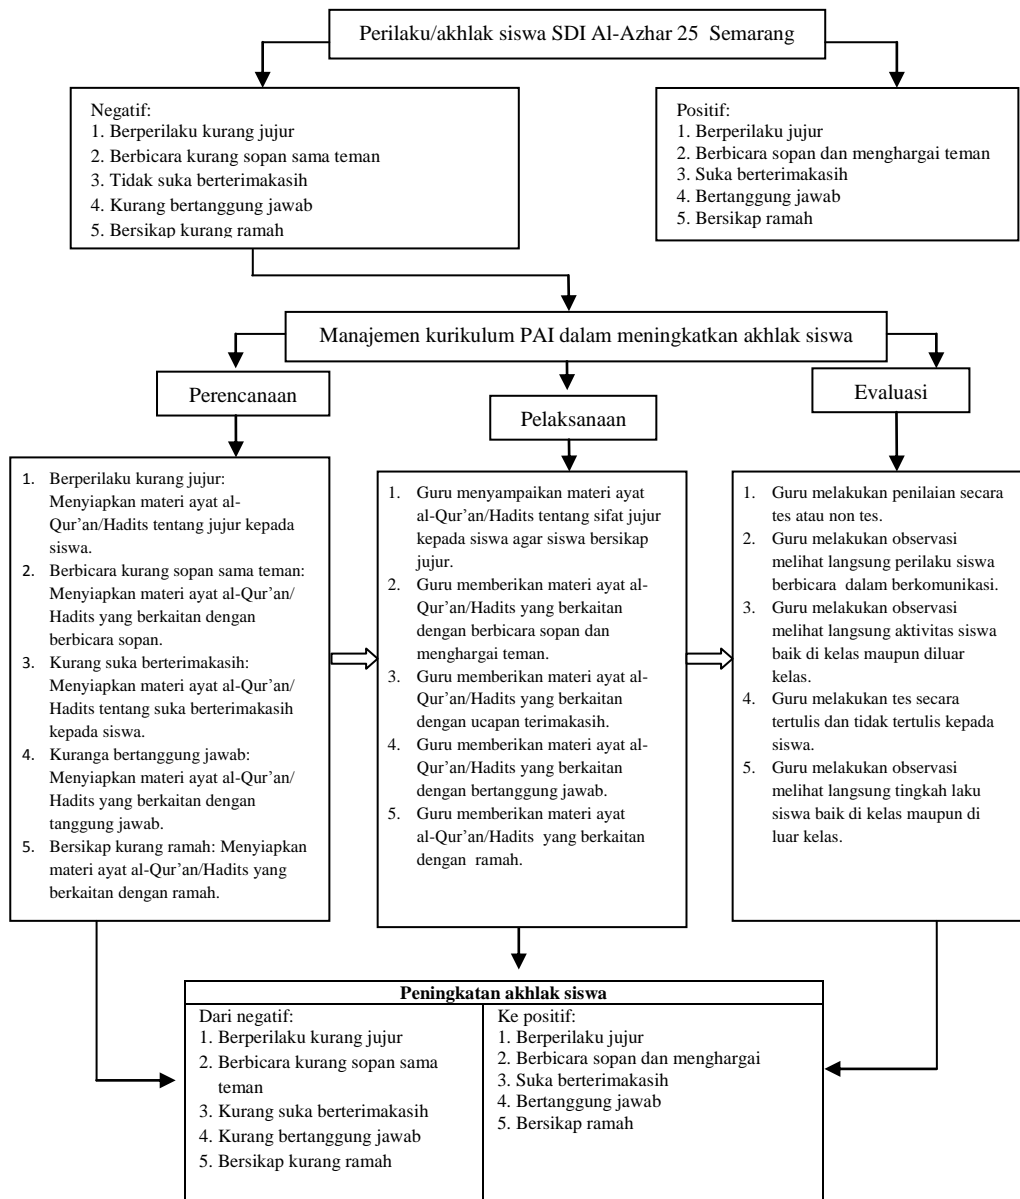 Perilaku/akhlak siswa SDI Al-Azhar 25 Semarang
Negatif:
1. Berperilaku kurang jujur
2. Berbicara kurang sopan sama teman
3. Tidak suka berterimakasih
4. Kurang bertanggung jawab
5. Bersikap kurang ramah
Positif:
1. Berperilaku jujur
2. Berbicara sopan dan menghargai teman
3. Suka berterimakasih
4. Bertanggung jawab
5. Bersikap ramah
Manajemen kurikulum PAI dalam meningkatkan akhlak siswa
Perencanaan
Pelaksanaan
Evaluasi
1. Berperilaku kurang jujur:
Menyiapkan materi ayat al-
Qur'an/Hadits tentang jujur kepada
siswa.
2. Berbicara kurang sopan sama teman:
Menyiapkan materi ayat al-Qur'an/
Hadits yang berkaitan dengan
berbicara sopan.
3. Kurang suka berterimakasih:
Menyiapkan materi ayat al-Qur'an/
Hadits tentang suka berterimakasih
kepada siswa.
4. Kuranga bertanggung jawab:
Menyiapkan materi ayat al-Qur'an/
Hadits yang berkaitan dengan
tanggung jawab.
5. Bersikap kurang ramah: Menyiapkan
materi ayat al-Qur'an/Hadits yang
berkaitan dengan ramah.
1. Guru menyampaikan materi ayat
al-Qur'an/Hadits tentang sifat jujur
kepada siswa agar siswa bersikap
jujur.
2. Guru memberikan materi ayat al-
Qur'an/Hadits yang berkaitan
dengan berbicara sopan dan
menghargai teman.
3. Guru memberikan materi ayat al-
Qur'an/Hadits yang berkaitan
dengan ucapan terimakasih.
4. Guru memberikan materi ayat al-
Qur'an/Hadits yang berkaitan
dengan bertanggung jawab.
5. Guru memberikan materi ayat
al-Qur'an/Hadits yang berkaitan
dengan ramah.
1. Guru melakukan penilaian secara
tes atau non tes.
2. Guru melakukan observasi
melihat langsung perilaku siswa
berbicara dalam berkomunikasi.
3. Guru melakukan observasi
melihat langsung aktivitas siswa
baik di kelas maupun diluar
kelas.
4. Guru melakukan tes secara
tertulis dan tidak tertulis kepada
siswa.
5. Guru melakukan observasi
melihat langsung tingkah laku
siswa baik di kelas maupun di
luar kelas.
Peningkatan akhlak siswa
Dari negatif:
1. Berperilaku kurang jujur
2. Berbicara kurang sopan sama
teman
3. Kurang suka berterimakasih
4. Kurang bertanggung jawab
5. Bersikap kurang ramah
Ke positif:
1. Berperilaku jujur
2. Berbicara sopan dan menghargai
3. Suka berterimakasih
4. Bertanggung jawab
5. Bersikap ramah